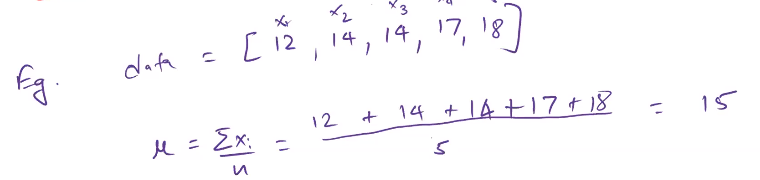 x₁ x₂ x₃
Eg. data = [12, 14, 14, 17, 18]
μ = Σxᵢ/n = 12 + 14 + 14 + 17 + 18 / 5 = 15